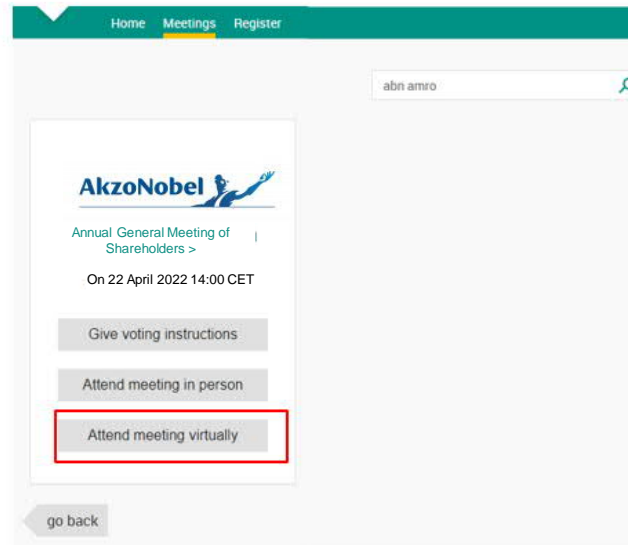 Home Meetings Register
abn amro
AkzoNobel
Annual General Meeting of
Shareholders >
On 22 April 2022 14:00 CET
Give voting instructions
Attend meeting in person
Attend meeting virtually
go back